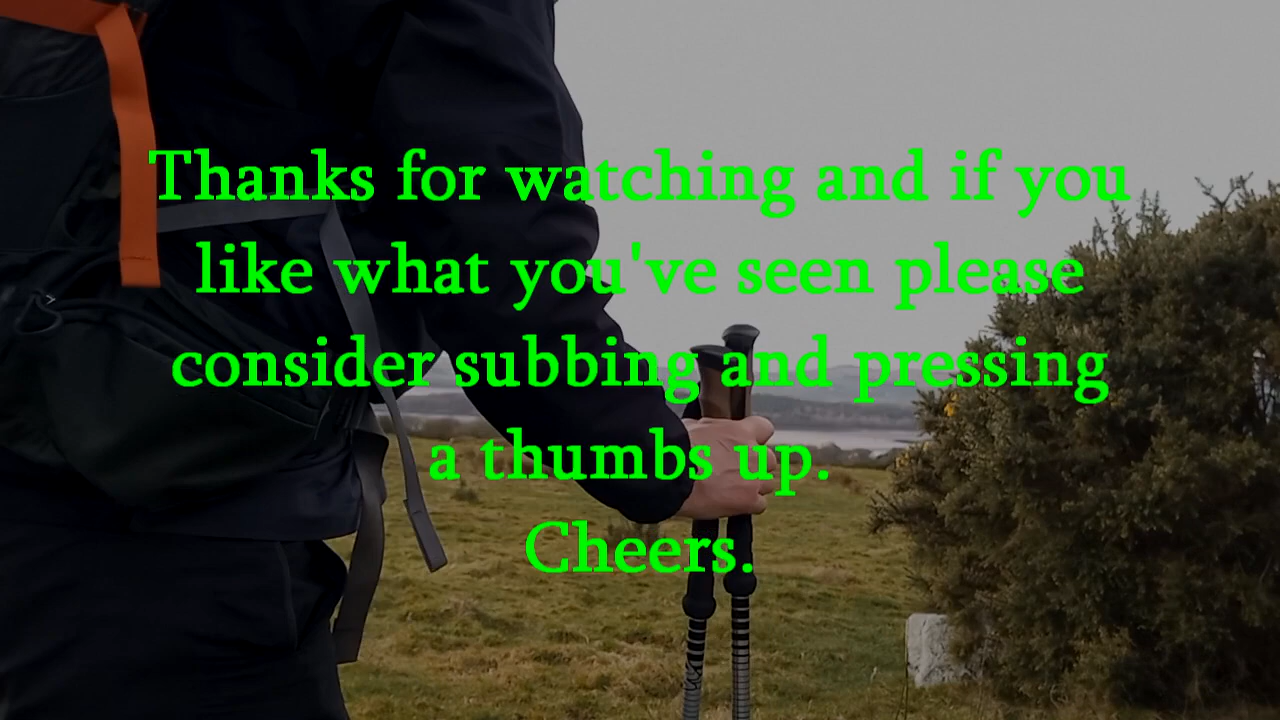 Thanks for watching and if you
like what you've seen please
consider subbing and pressing
a thumbs up.
Cheers.